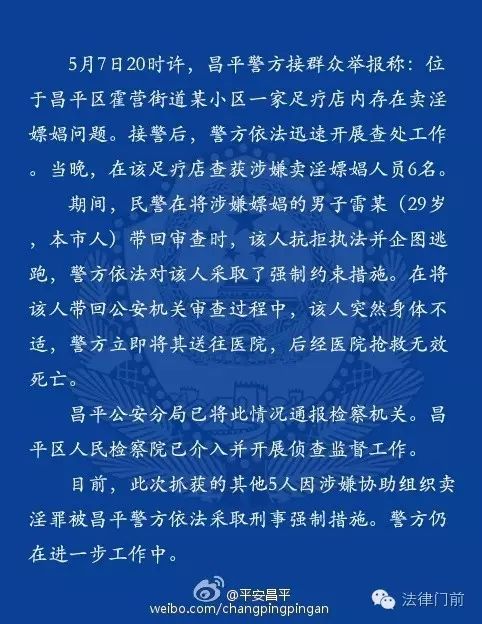 5月7日20时许，昌平警方接群众举报称：位
于昌平区霍营街道某小区一家足疗店内存在卖淫
嫖娼问题。接警后，警方依法迅速开展查处工作
。当晚，在该足疗店查获涉嫌卖淫嫖娼人员6名。
期间，民警在将涉嫌嫖娼的男子雷某（29岁
，本市人）带回审查时，该人抗拒执法并企图逃
跑，警方依法对该人采取了强制约束措施。在将
该人带回公安机关审查过程中，该人突然身体不
适，警方立即将其送往医院，后经医院抢救无效
死亡。
昌平公安分局已将此情况通报检察机关。昌
平区人民检察院已介入并开展侦查监督工作。
目前，此次抓获的其他5人因涉嫌协助组织卖
淫罪被昌平警方依法采取刑事强制措施。警方仍
在进一步工作中。
@平安昌平
weibo.com/changpingpingan
法律门前